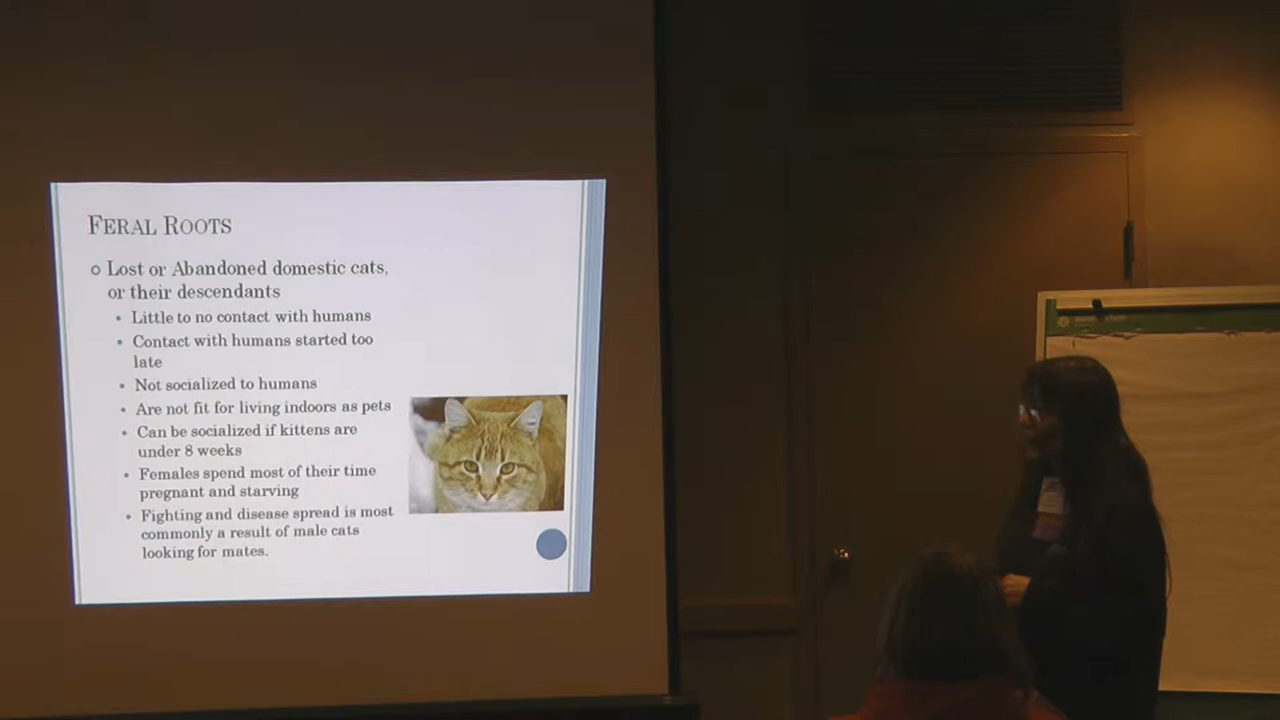 FERAL ROOTS
Lost or Abandoned domestic cats,
or their descendants
Little to no contact with humans
Contact with humans started too
late
Not socialized to humans
Are not fit for living indoors as pets
Can be socialized if kittens are
under 8 weeks
Females spend most of their time
pregnant and starving
Fighting and disease spread is most
commonly a result of male cats
looking for mates.